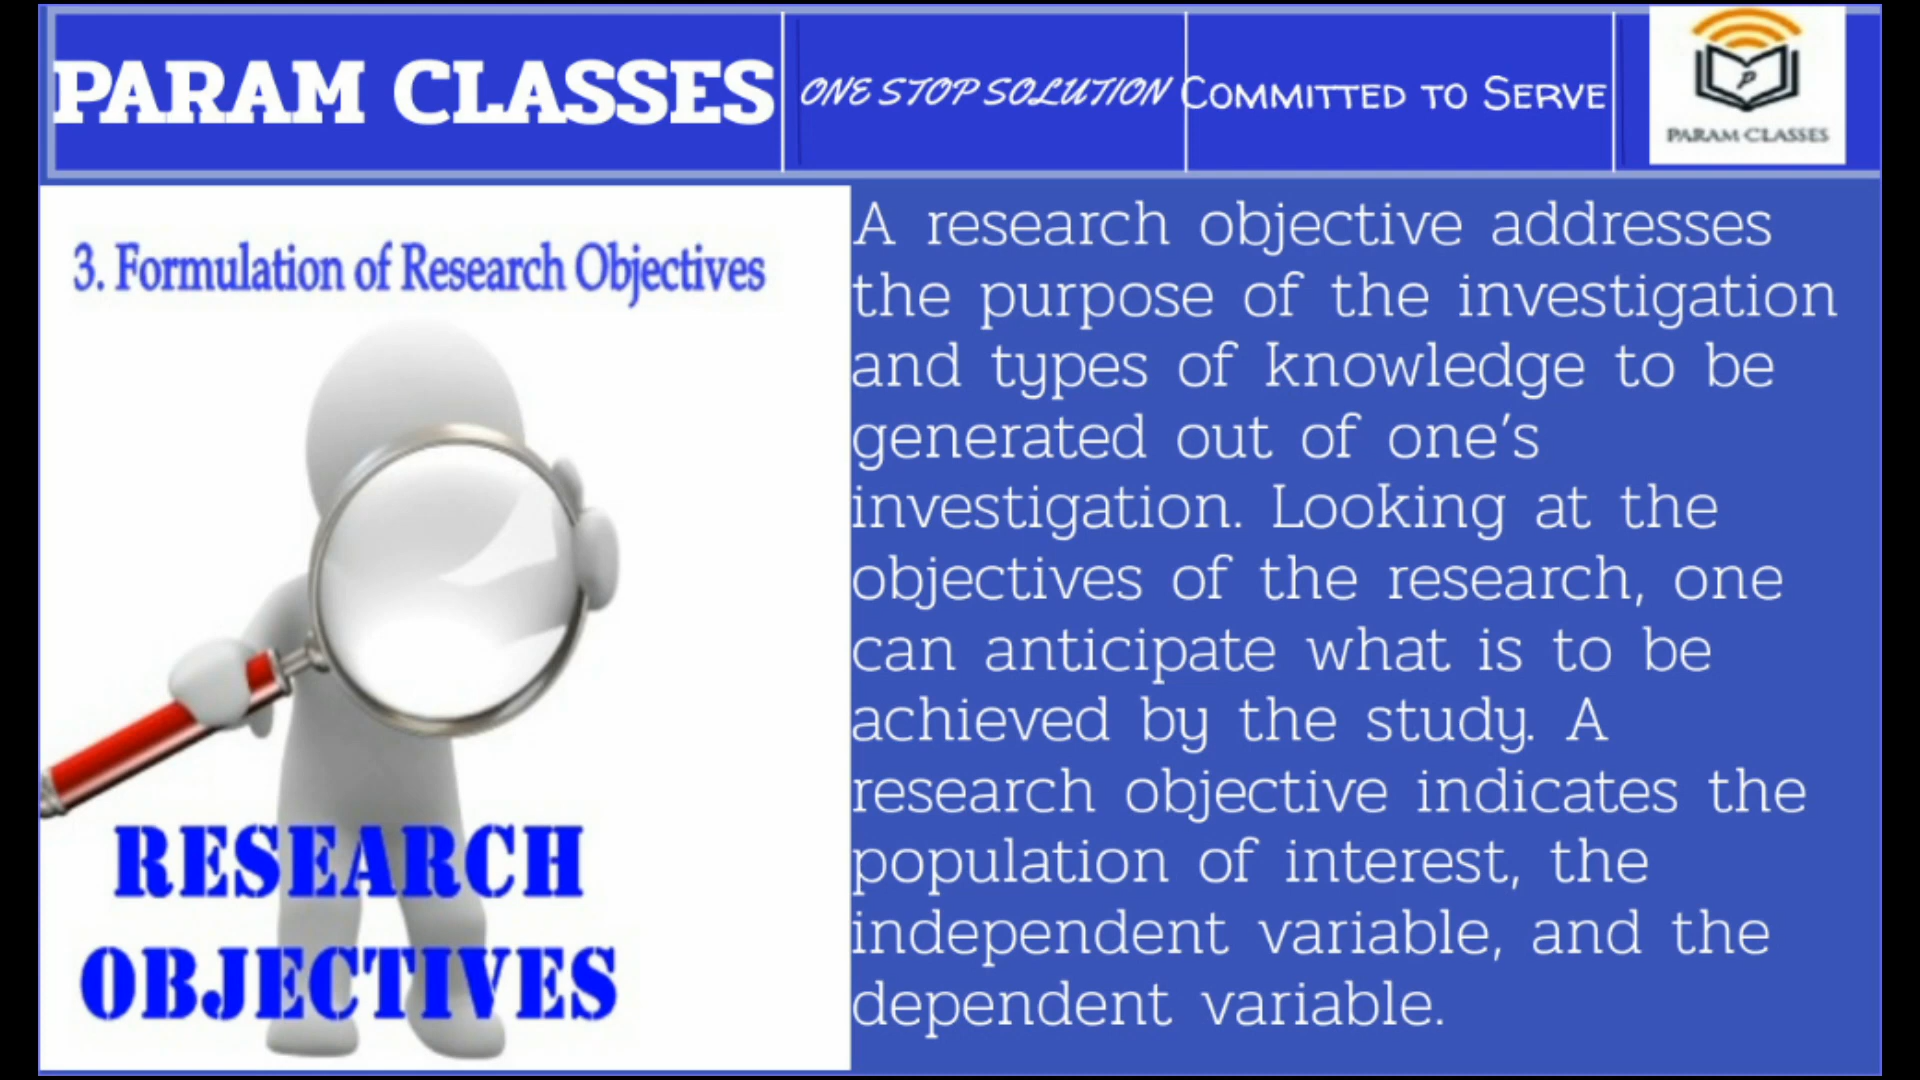 PARAM CLASSES
ONE STOP SOLUTION
COMMITTED TO SERVE
P
PARAM CLASSES
3. Formulation of Research Objectives
RESEARCH
OBJECTIVES
A research objective addresses
the purpose of the investigation
and types of knowledge to be
generated out of one's
investigation. Looking at the
objectives of the research, one
can anticipate what is to be
achieved by the study. A
research objective indicates the
population of interest, the
independent variable, and the
dependent variable.